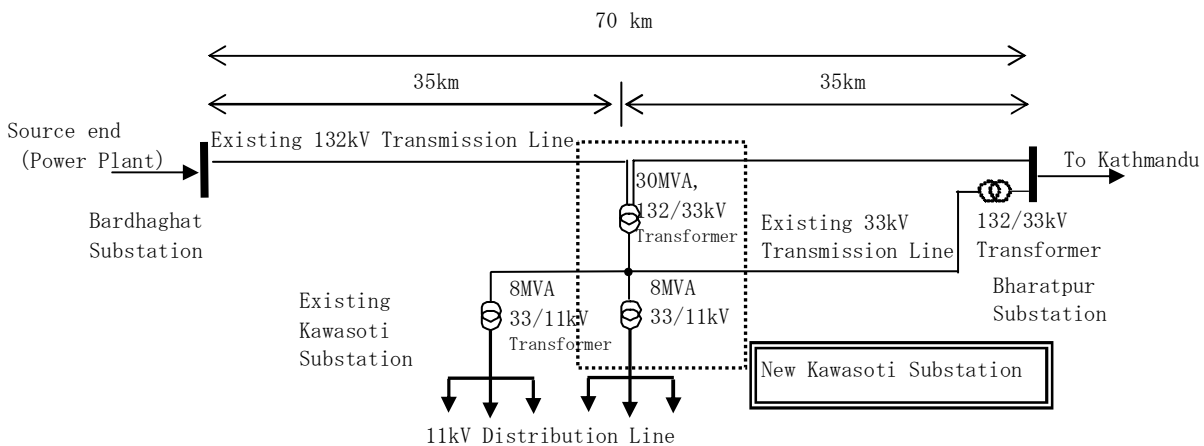 70 km
35km
35km
Source end
(Power Plant)
Existing 132kV Transmission Line
To Kathmandu
30MVA,
132/33kV
Transformer
Bardhaghat
Substation
Existing 33kV
Transmission Line
132/33kV
Transformer
Bharatpur
Substation
Existing
Kawasoti
Substation
8MVA
33/11kV
Transformer
8MVA
33/11kV
New Kawasoti Substation
11kV Distribution Line